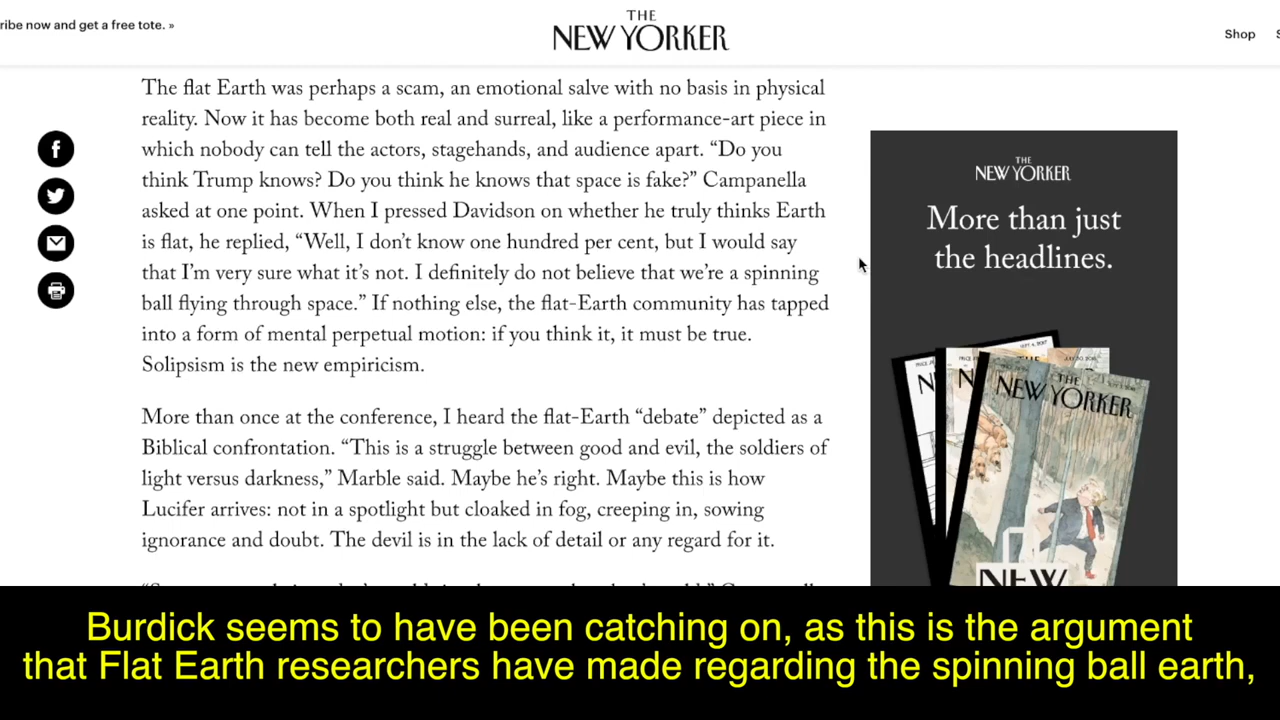 ribe now and get a free tote. »
THE
NEW YORKER
Shop
The flat Earth was perhaps a scam, an emotional salve with no basis in physical
reality. Now it has become both real and surreal, like a performance-art piece in
which nobody can tell the actors, stagehands, and audience apart. “Do you
think Trump knows? Do you think he knows that space is fake?” Campanella
asked at one point. When I pressed Davidson on whether he truly thinks Earth
is flat, he replied, “Well, I don’t know one hundred per cent, but I would say
that I’m very sure what it’s not. I definitely do not believe that we’re a spinning
ball flying through space.” If nothing else, the flat-Earth community has tapped
into a form of mental perpetual motion: if you think it, it must be true.
Solipsism is the new empiricism.
More than once at the conference, I heard the flat-Earth “debate” depicted as a
Biblical confrontation. “This is a struggle between good and evil, the soldiers of
light versus darkness,” Marble said. Maybe he’s right. Maybe this is how
Lucifer arrives: not in a spotlight but cloaked in fog, creeping in, sowing
ignorance and doubt. The devil is in the lack of detail or any regard for it.
THE
NEW YORKER
More than just
the headlines.
THE
NEW YORKER
NEW
Burdick seems to have been catching on, as this is the argument
that Flat Earth researchers have made regarding the spinning ball earth,